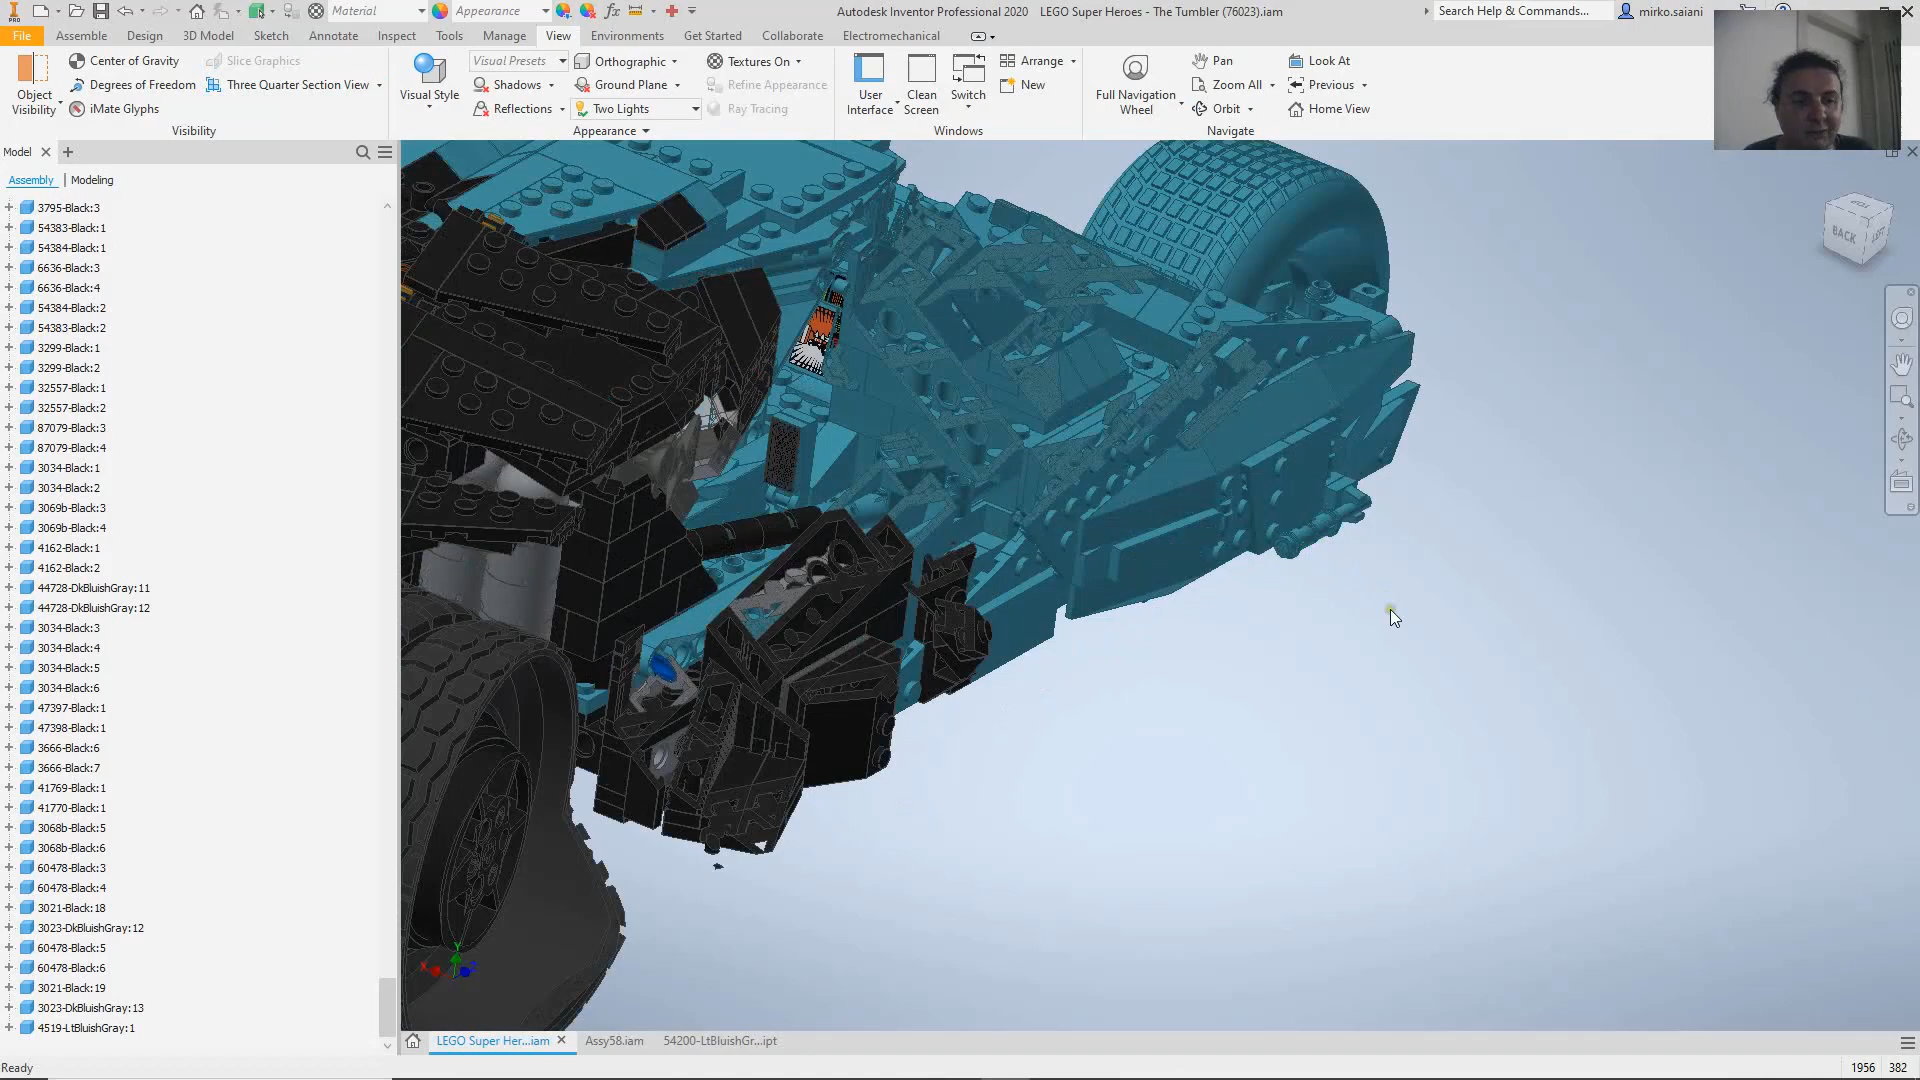 Material
Appearance
Autodesk Inventor Professional 2020 LEGO Super Heroes - The Tumbler (76023).iam
Search Help & Commands...
mirko.saiani
File Assemble Design 3D Model Sketch Annotate Inspect Tools Manage View Environments Get Started Collaborate Electromechanical
Object Visibility
Center of Gravity
Degrees of Freedom
iMate Glyphs
Slice Graphics
Three Quarter Section View
Visibility
Visual Style
Visual Presets
Shadows
Reflections
Orthographic
Ground Plane
Two Lights
Textures On
Refine Appearance
Ray Tracing
Appearance
User Interface
Clean Screen
Switch
Arrange
New
Windows
Full Navigation Wheel
Pan
Zoom All
Orbit
Look At
Previous
Home View
Navigate
Model
Assembly | Modeling
3795-Black:3
54383-Black:1
54384-Black:1
6636-Black:3
6636-Black:4
54384-Black:2
54383-Black:2
3299-Black:1
3299-Black:2
32557-Black:1
32557-Black:2
87079-Black:3
87079-Black:4
3034-Black:1
3034-Black:2
3069b-Black:3
3069b-Black:4
4162-Black:1
4162-Black:2
44728-DkBluishGray:11
44728-DkBluishGray:12
3034-Black:3
3034-Black:4
3034-Black:5
3034-Black:6
47397-Black:1
47398-Black:1
3666-Black:6
3666-Black:7
41769-Black:1
41770-Black:1
3068b-Black:5
3068b-Black:6
60478-Black:3
60478-Black:4
3021-Black:18
3023-DkBluishGray:12
60478-Black:5
60478-Black:6
3021-Black:19
3023-DkBluishGray:13
4519-LtBluishGray:1
BACK
LEFT
X
Y
Z
LEGO Super Her...iam
Assy58.iam
54200-LtBluishGr...ipt
Ready
1956
382